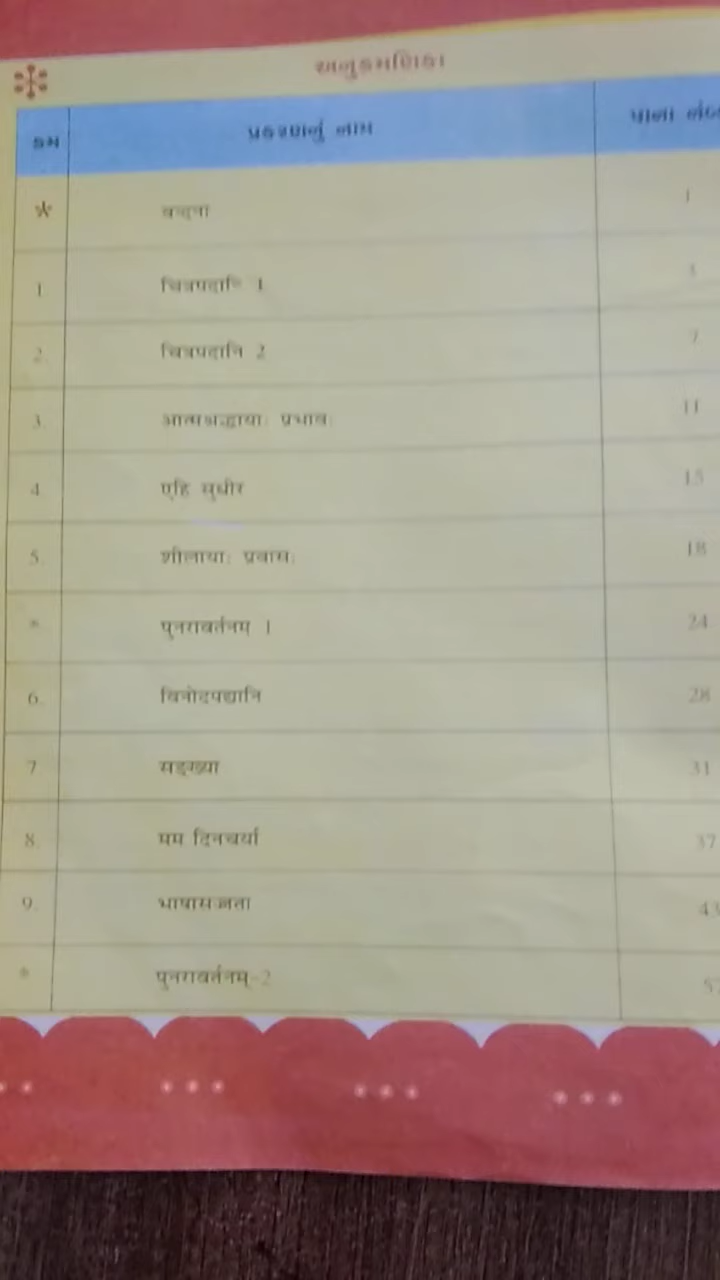 અનુક્રમણિકા
ક્રમ પ્રકરણનું નામ પાના
* वन्दना 1
1. चित्रपदानि 1
2. चित्रपदानि 2 7
3. आत्मश्रद्धायाः प्रभावः 11
4. एहि सुधीर 15
5. शीलायाः प्रवासः 18
* पुनरावर्तनम् 1 24
6. विनोदपद्यानि 28
7. सङ्ख्या 31
8. मम दिनचर्या 37
9. भाषासज्जता
* पुनरावर्तनम्-2